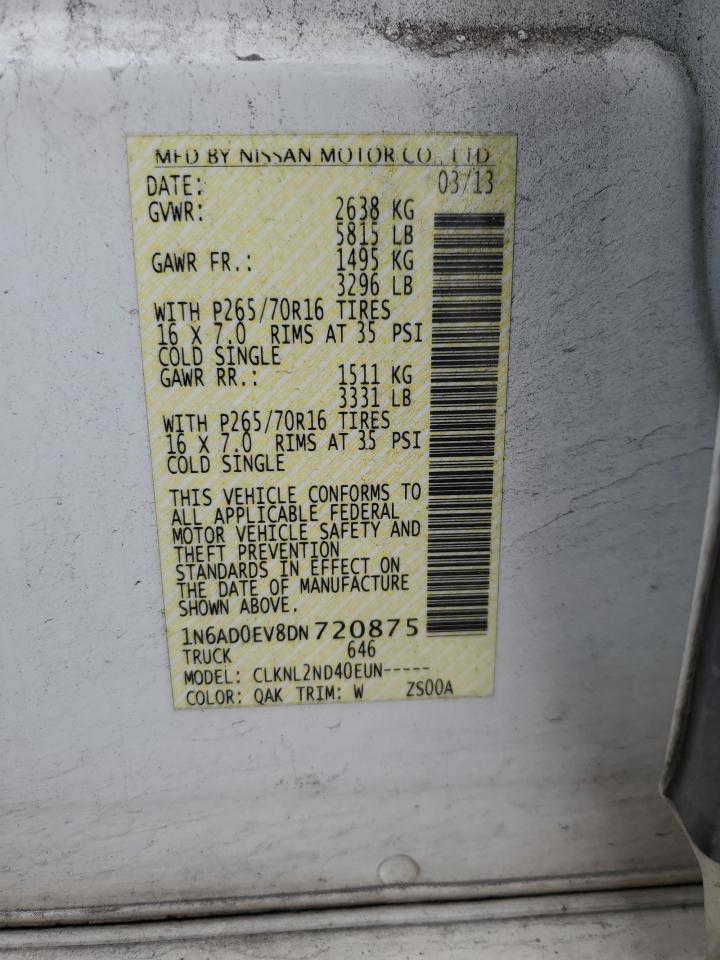 MFD BY NISSAN MOTOR CO., LTD
DATE: 03/13
GVWR: 2638 KG
5815 LB
GAWR FR.: 1495 KG
3296 LB
WITH P265/70R16 TIRES
16 X 7.0 RIMS AT 35 PSI
COLD SINGLE
GAWR RR.: 1511 KG
3331 LB
WITH P265/70R16 TIRES
16 X 7.0 RIMS AT 35 PSI
COLD SINGLE
THIS VEHICLE CONFORMS TO
ALL APPLICABLE FEDERAL
MOTOR VEHICLE SAFETY AND
THEFT PREVENTION
STANDARDS IN EFFECT ON
THE DATE OF MANUFACTURE
SHOWN ABOVE.
1N6AD0EV8DN720875
TRUCK 646
MODEL: CLKNL2ND40EUN-----
COLOR: QAK TRIM: W ZS00A